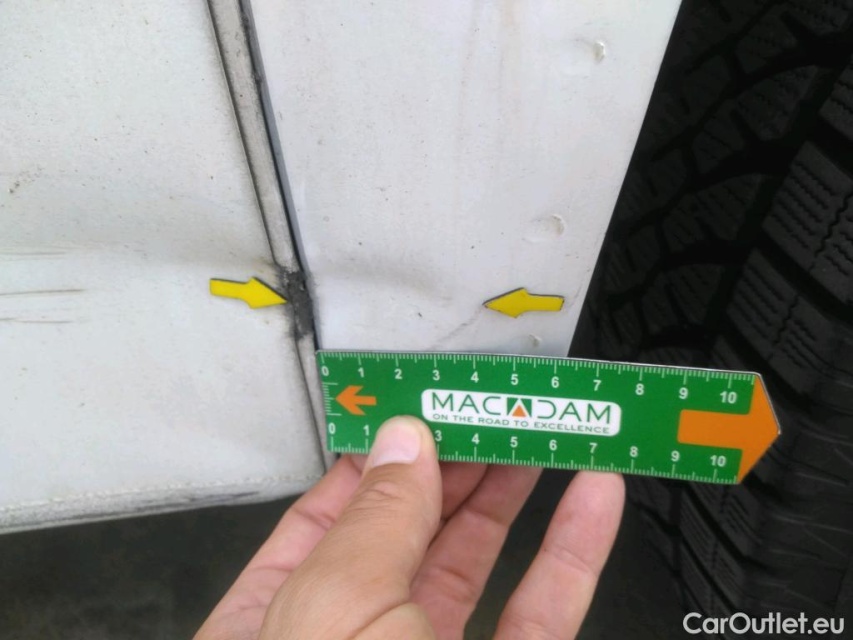 0 1 2 3 4 5 6 7 8 9 10
MACADAM
ON THE ROAD TO EXCELLENCE
0 1 3 4 5 6 7 8 9 10
CarOutlet.eu